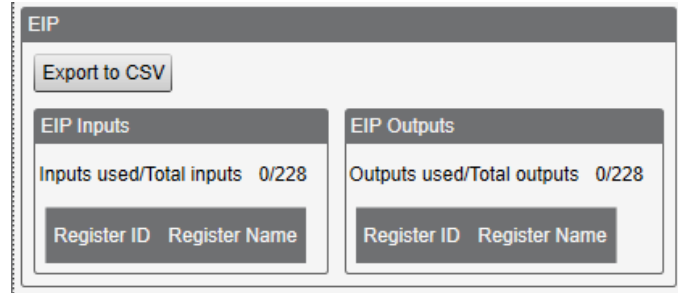 EIP
Export to CSV
EIP Inputs
Inputs used/Total inputs 0/228
Register ID Register Name
EIP Outputs
Outputs used/Total outputs 0/228
Register ID Register Name